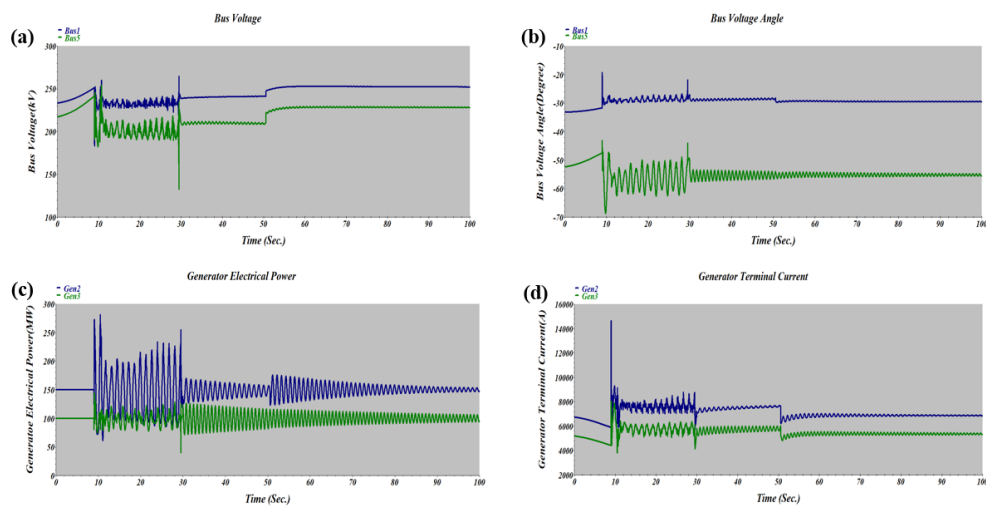 (a)
Bus Voltage
Bus1
Bus5
Bus Voltage(kV)
300
250
200
150
100
0 10 20 30 40 50 60 70 80 90 100
Time (Sec.)
(b)
Bus Voltage Angle
Bus1
Bus5
Bus Voltage Angle(Degree)
-10
-20
-30
-40
-50
-60
-70
0 10 20 30 40 50 60 70 80 90 100
Time (Sec.)
(c)
Generator Electrical Power
Gen2
Gen3
Generatoe Electrical Power(MW)
300
250
200
150
100
50
0
0 10 20 30 40 50 60 70 80 90 100
Time (Sec.)
(d)
Generator Terminal Current
Gen2
Gen3
Generator Terminal Current(A)
16000
14000
12000
10000
8000
6000
4000
2000
0 10 20 30 40 50 60 70 80 90 100
Time (Sec.)